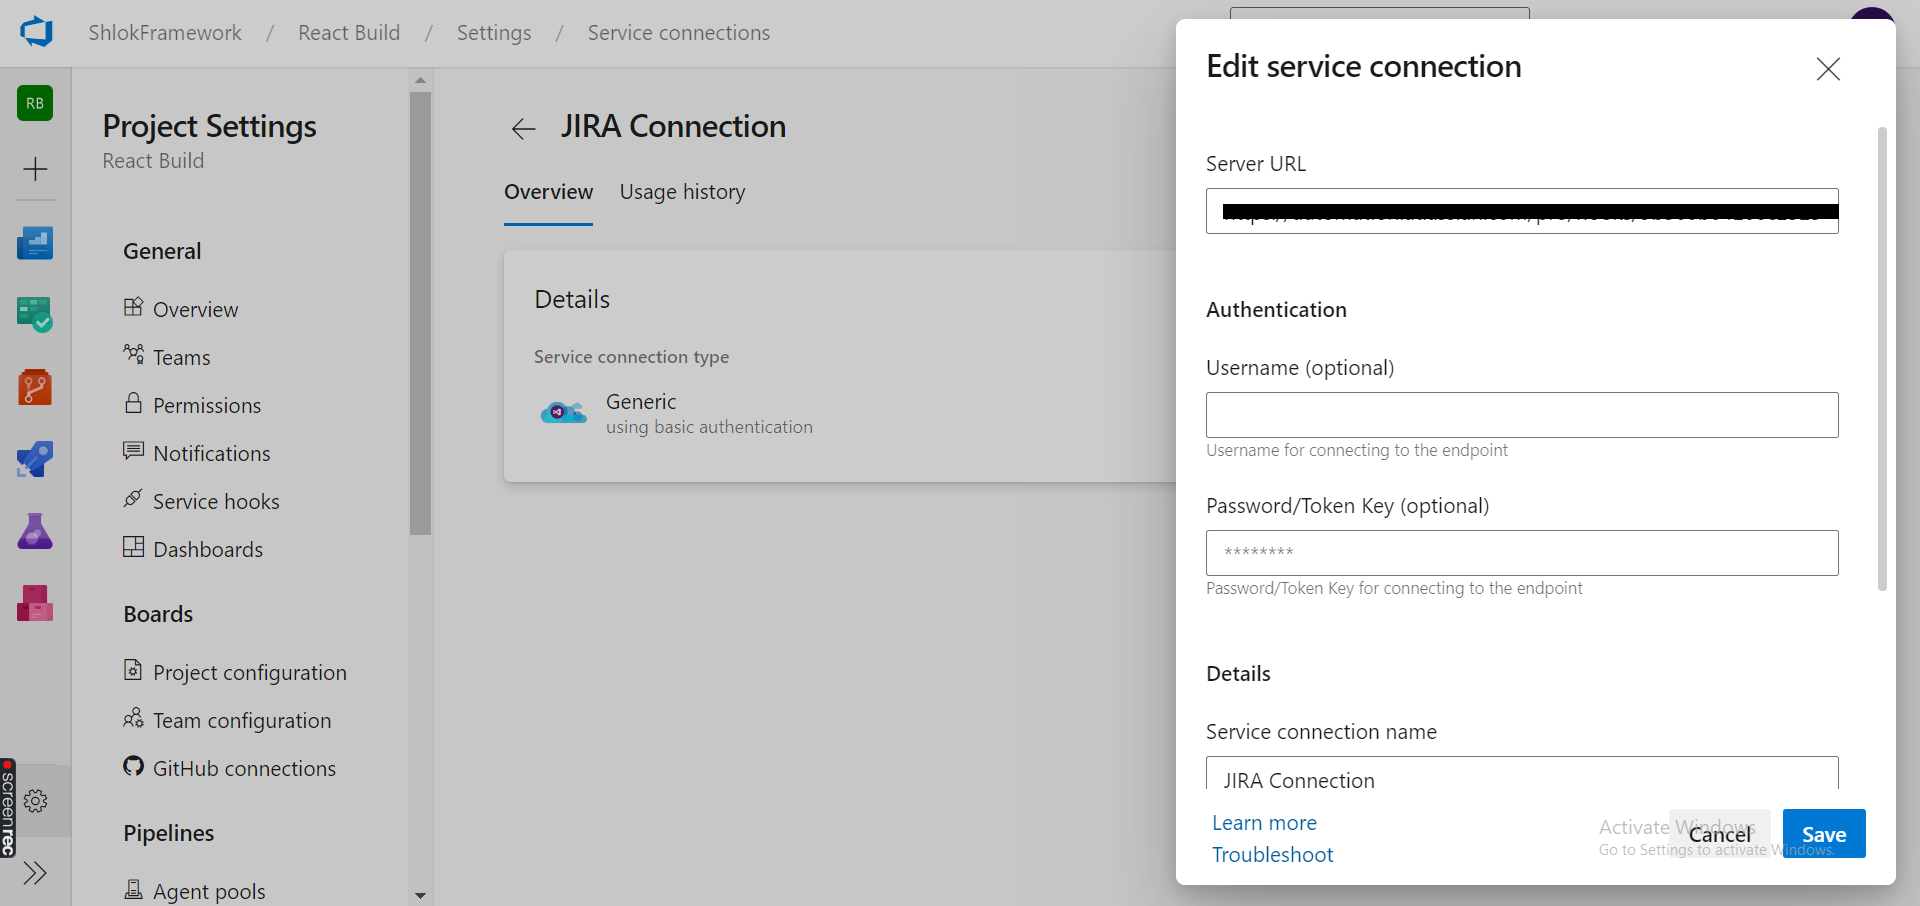 ShlokFramework / React Build / Settings / Service connections
RB
Project Settings
React Build
General
Overview
Teams
Permissions
Notifications
Service hooks
Dashboards
Boards
Project configuration
Team configuration
GitHub connections
Pipelines
Agent pools
screenrec
JIRA Connection
Overview Usage history
Details
Service connection type
Generic
using basic authentication
Edit service connection
Server URL
Authentication
Username (optional)
Username for connecting to the endpoint
Password/Token Key (optional)
********
Password/Token Key for connecting to the endpoint
Details
Service connection name
JIRA Connection
Learn more
Troubleshoot
Cancel
Save
Activate Windows
Go to Settings to activate Windows.